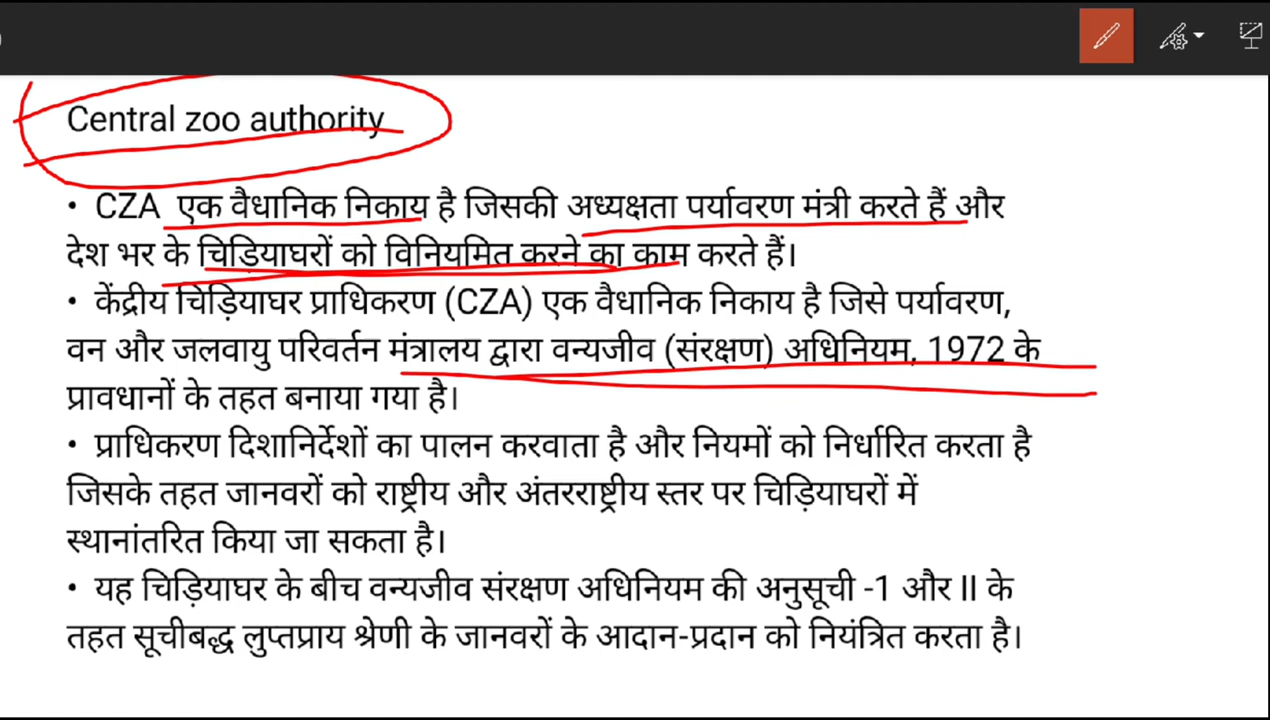 Central zoo authority
• CZA एक वैधानिक निकाय है जिसकी अध्यक्षता पर्यावरण मंत्री करते हैं और
देश भर के चिड़ियाघरों को विनियमित करने का काम करते हैं।
• केंद्रीय चिड़ियाघर प्राधिकरण (CZA) एक वैधानिक निकाय है जिसे पर्यावरण,
वन और जलवायु परिवर्तन मंत्रालय द्वारा वन्यजीव (संरक्षण) अधिनियम, 1972 के
प्रावधानों के तहत बनाया गया है।
• प्राधिकरण दिशानिर्देशों का पालन करवाता है और नियमों को निर्धारित करता है
जिसके तहत जानवरों को राष्ट्रीय और अंतरराष्ट्रीय स्तर पर चिड़ियाघरों में
स्थानांतरित किया जा सकता है।
• यह चिड़ियाघर के बीच वन्यजीव संरक्षण अधिनियम की अनुसूची -1 और II के
तहत सूचीबद्ध लुप्तप्राय श्रेणी के जानवरों के आदान-प्रदान को नियंत्रित करता है।